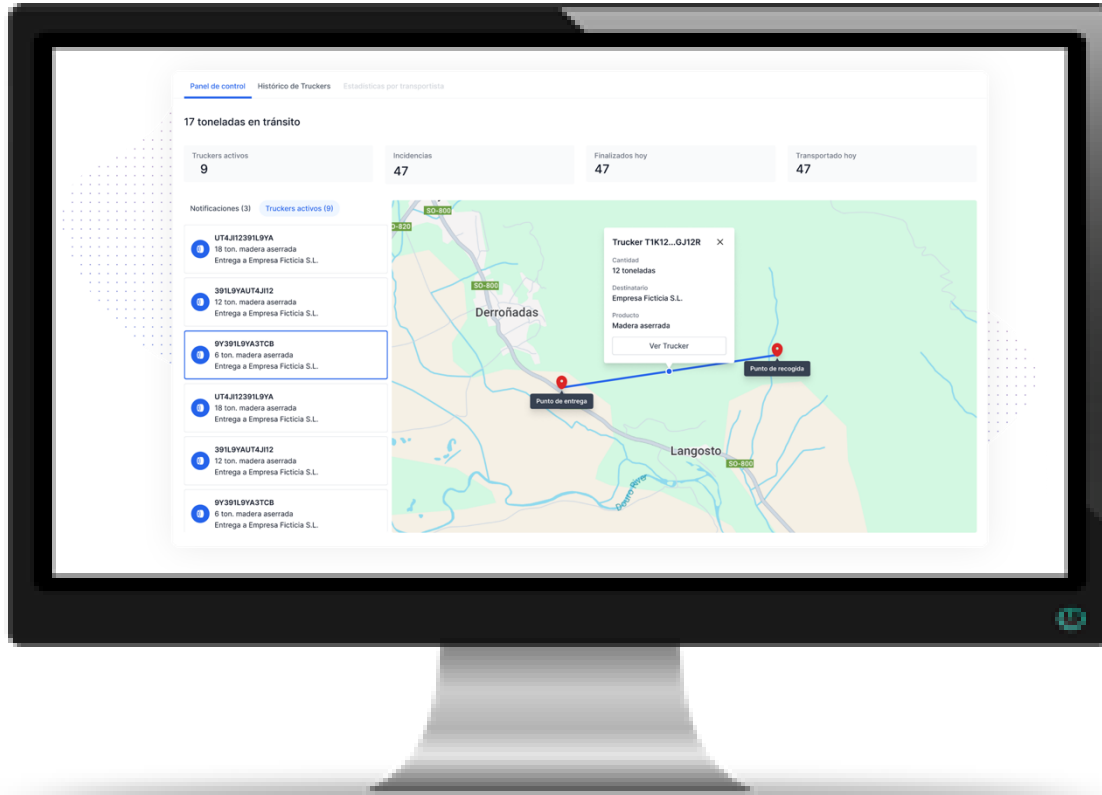 Panel de control
Histórico de Truckers
Estadísticas por transportista
17 toneladas en tránsito
Truckers activos
9
Incidencias
47
Finalizados hoy
47
Transportado hoy
47
Notificaciones (3)
Truckers activos (9)
UT4JI12391L9YA
18 ton. madera aserrada
Entrega a Empresa Ficticia S.L.
391L9YAUT4JI12
12 ton. madera aserrada
Entrega a Empresa Ficticia S.L.
9Y391L9YA3TCB
6 ton. madera aserrada
Entrega a Empresa Ficticia S.L.
UT4JI12391L9YA
18 ton. madera aserrada
Entrega a Empresa Ficticia S.L.
391L9YAUT4JI12
12 ton. madera aserrada
Entrega a Empresa Ficticia S.L.
9Y391L9YA3TCB
6 ton. madera aserrada
Entrega a Empresa Ficticia S.L.
SO-800
O-820
SO-800
Derroñadas
Trucker T1K12...GJ12R
Cantidad
12 toneladas
Destinatario
Empresa Ficticia S.L.
Producto
Madera aserrada
Ver Trucker
Punto de recogida
Punto de entrega
Langosto
SO-800
Douro River